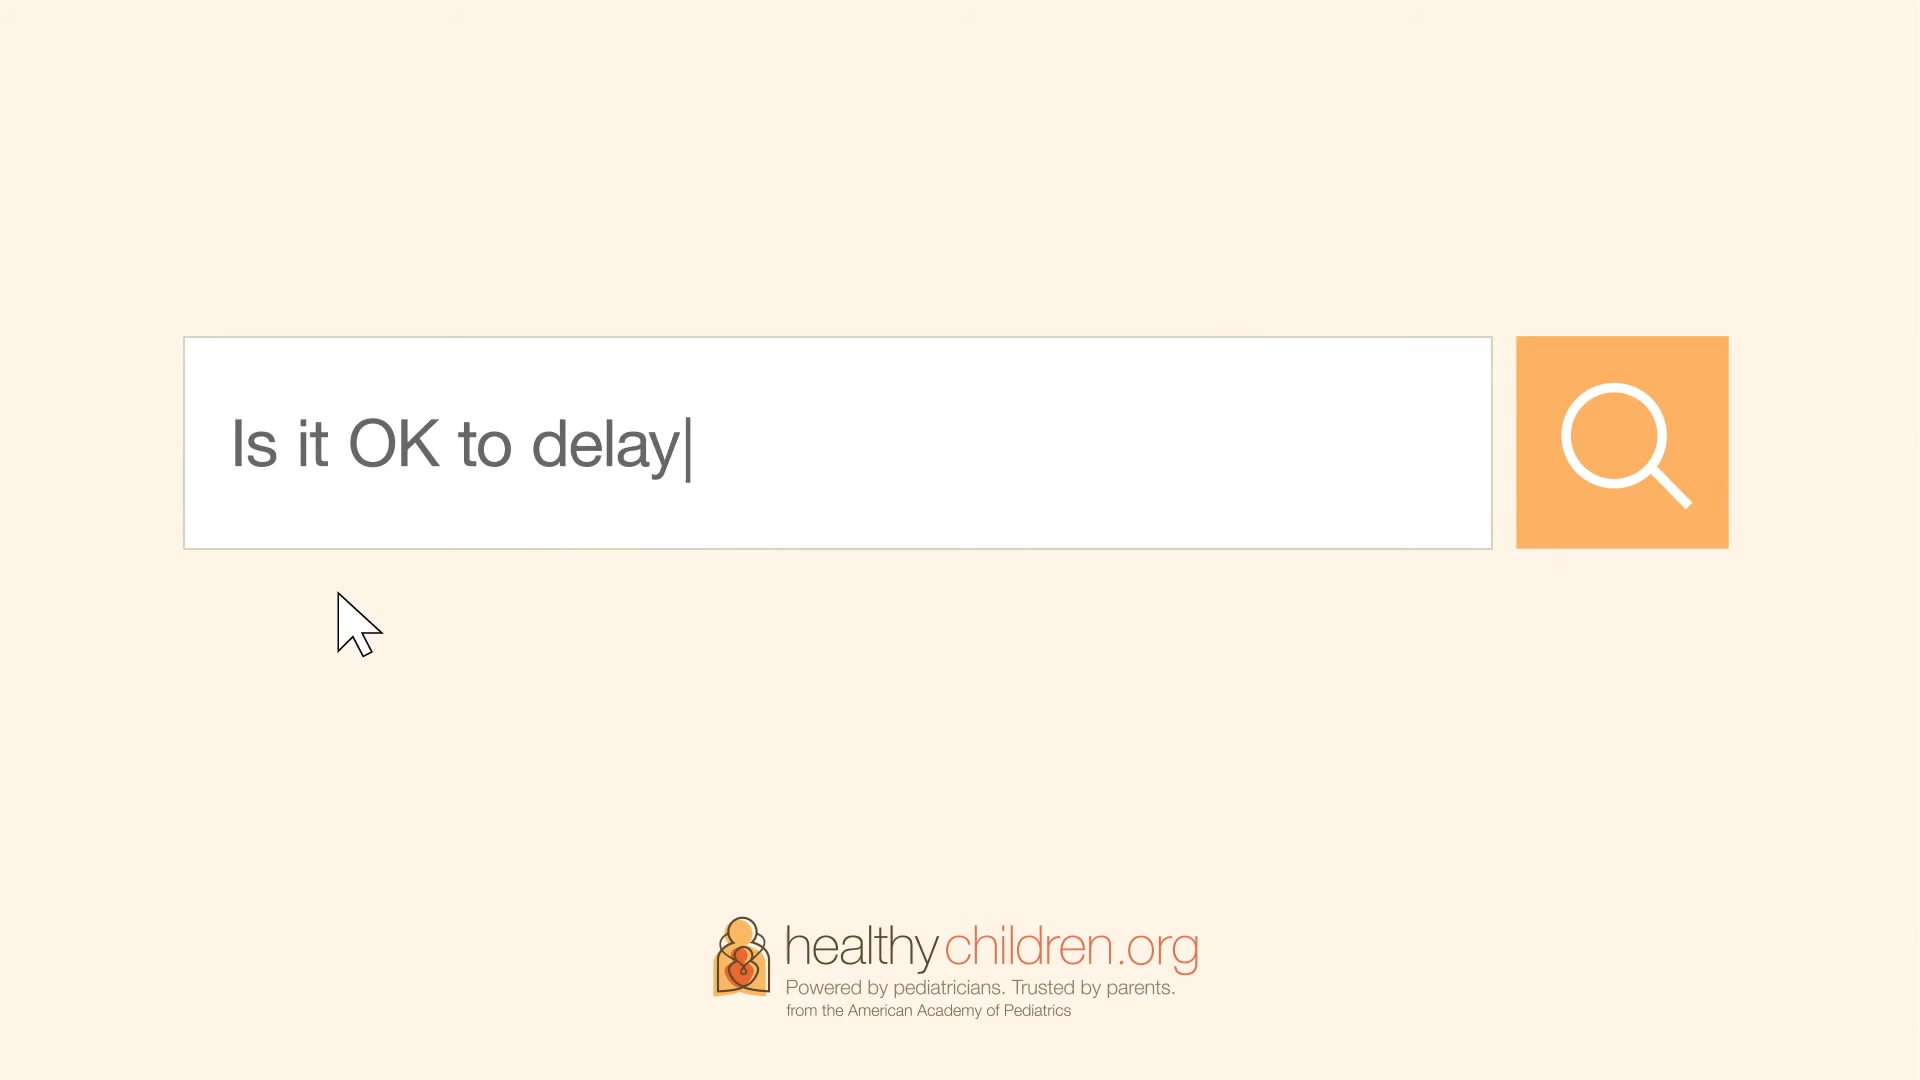 Is it OK to delay
healthychildren.org
Powered by pediatricians. Trusted by parents.
from the American Academy of Pediatrics